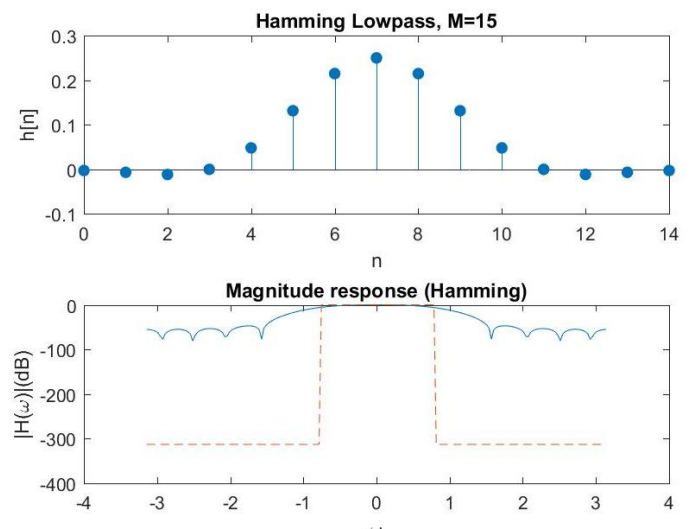 Hamming Lowpass, M=15
0.3
0.2
0.1
0
-0.1
h[n]
0 2 4 6 8 10 12 14
n
Magnitude response (Hamming)
0
-100
-200
-300
-400
|H(ω)|(dB)
-4 -3 -2 -1 0 1 2 3 4